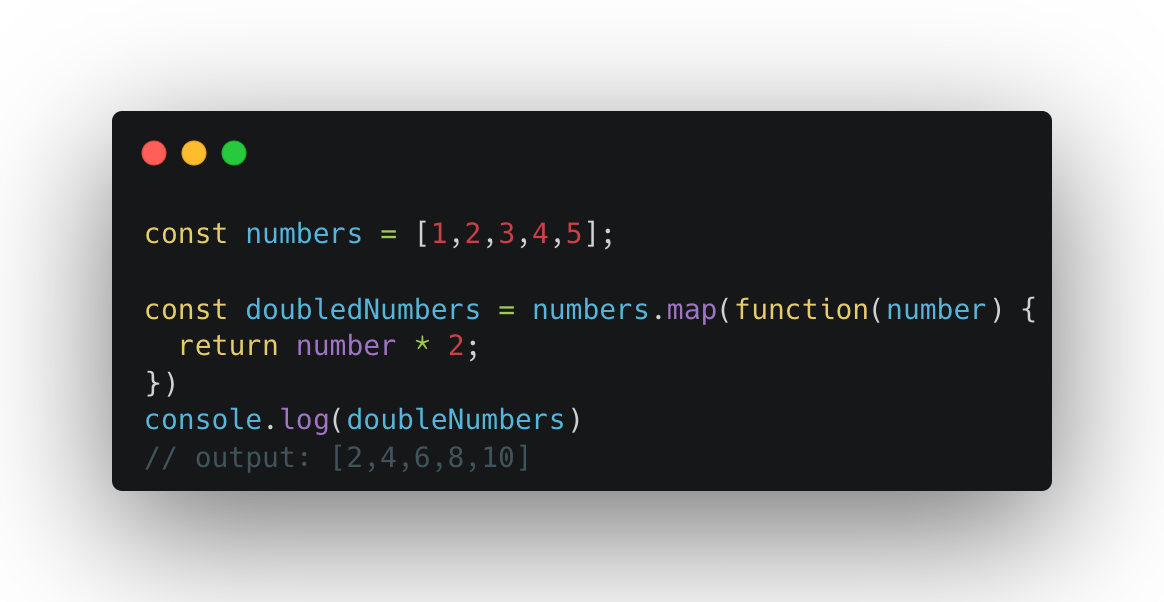 const numbers = [1,2,3,4,5];
const doubledNumbers = numbers.map(function(number) {
  return number * 2;
})
console.log(doubleNumbers)
// output: [2,4,6,8,10]